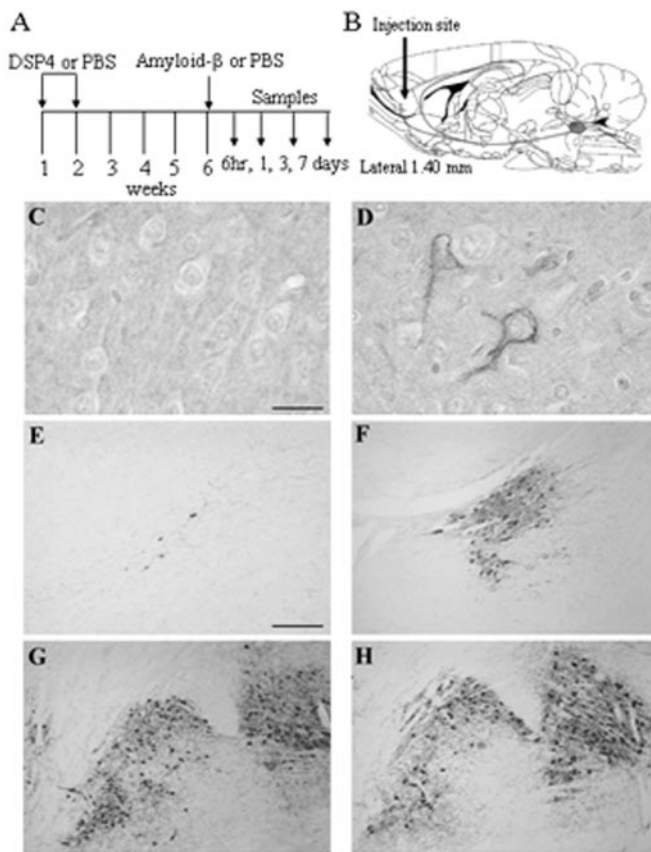 A
DSP4 or PBS
Amyloid-β or PBS
Samples
1 2 3 4 5 6 6hr, 1, 3, 7 days
weeks
B
Injection site
Lateral 1.40 mm
C
D
E
F
G
H